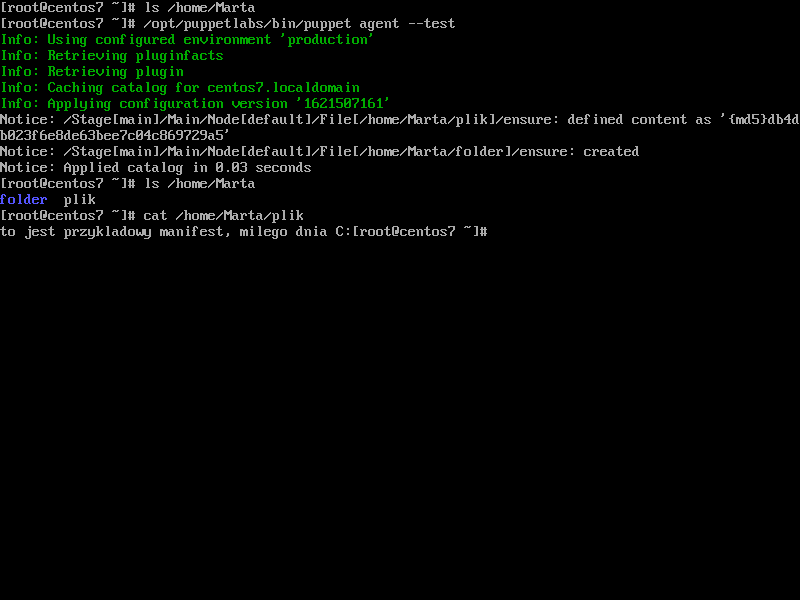 [root@centos7 ~]# ls /home/Marta
[root@centos7 ~]# /opt/puppetlabs/bin/puppet agent --test
Info: Using configured environment 'production'
Info: Retrieving pluginfacts
Info: Retrieving plugin
Info: Caching catalog for centos7.localdomain
Info: Applying configuration version '1621507161'
Notice: /Stage[main]/Main/Node[default]/File[/home/Marta/plik]/ensure: defined content as '{md5}db4d
b023f6e8de63bee7c04c869729a5'
Notice: /Stage[main]/Main/Node[default]/File[/home/Marta/folder]/ensure: created
Notice: Applied catalog in 0.03 seconds
[root@centos7 ~]# ls /home/Marta
folder  plik
[root@centos7 ~]# cat /home/Marta/plik
to jest przykladowy manifest, milego dnia C:[root@centos7 ~]#